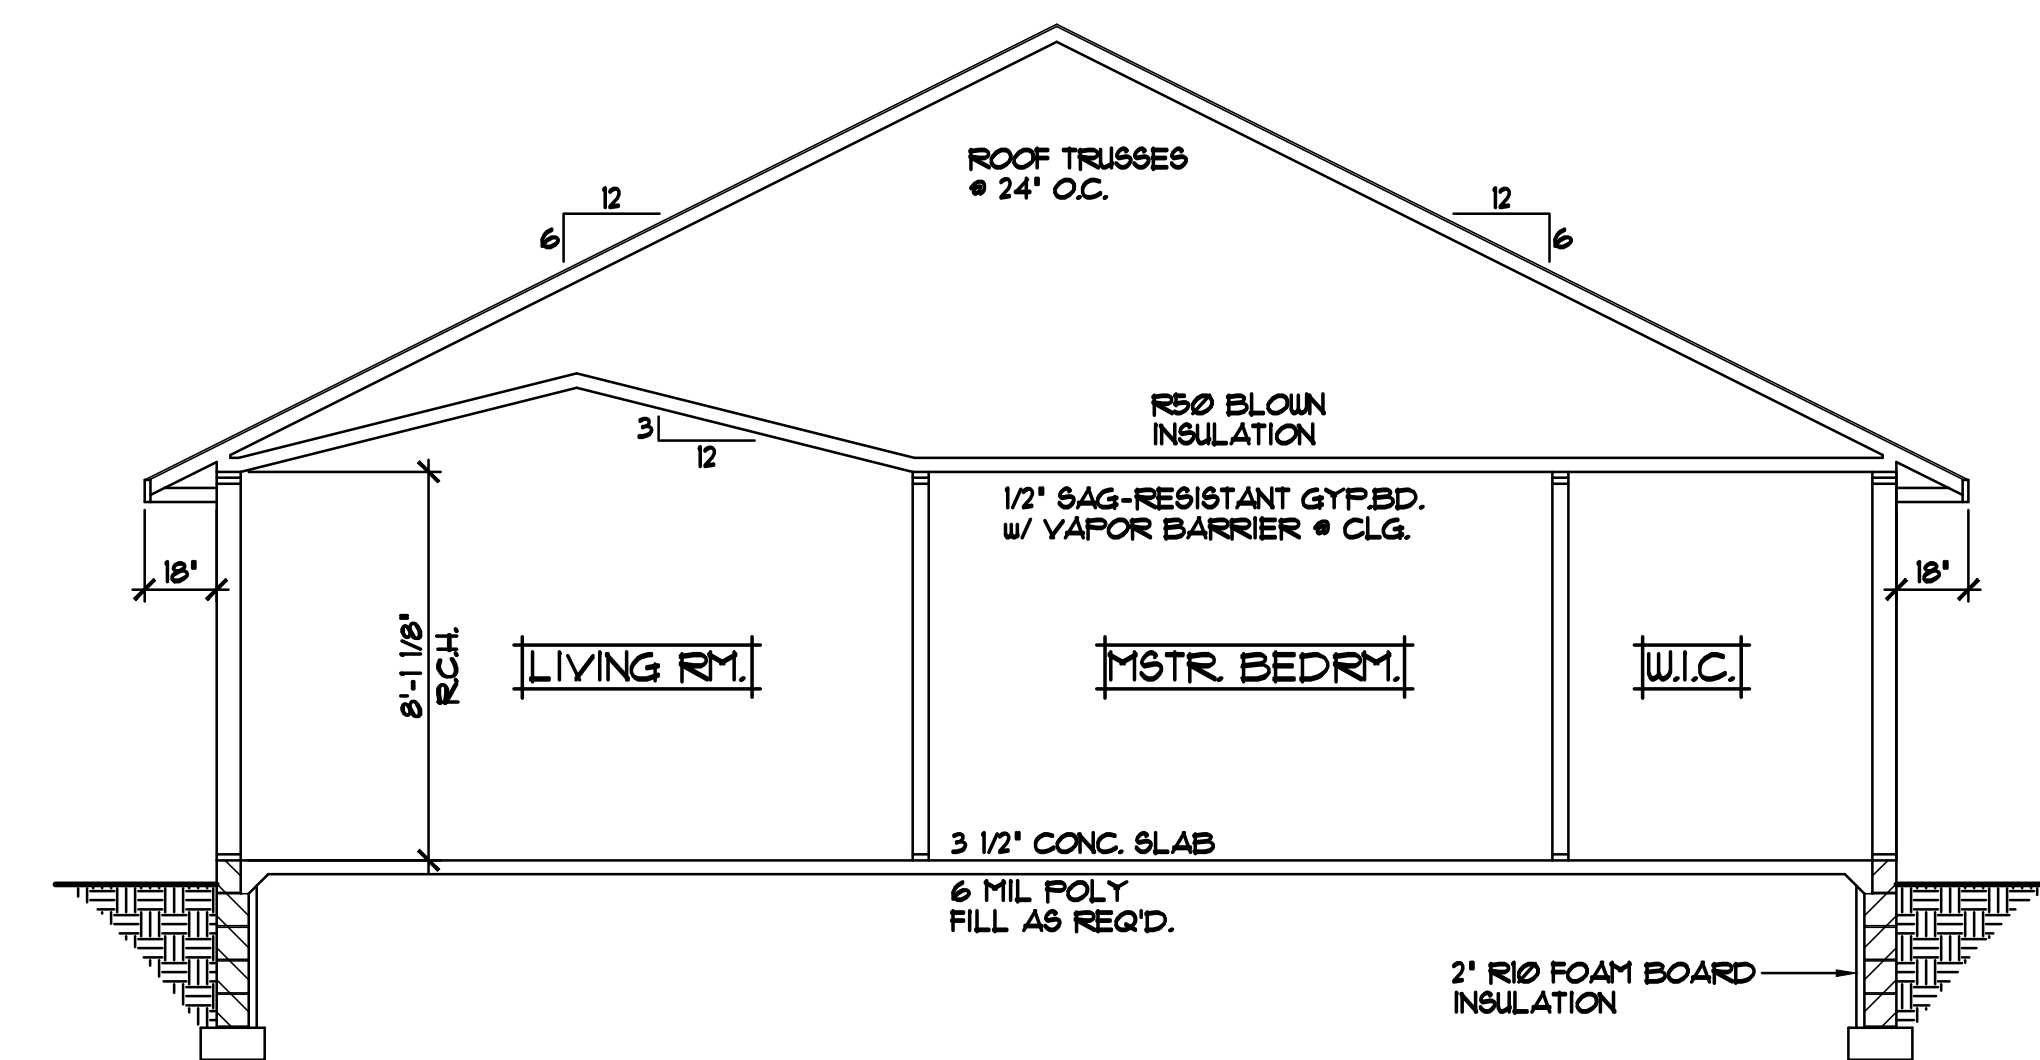 ROOF TRUSSES
@ 24" O.C.
12
6
12
6
3
12
R50 BLOWN
INSULATION
1/2" SAG-RESISTANT GYP.BD.
w/ VAPOR BARRIER @ CLG.
18"
18"
8'-1 1/8"
R.C.H.
LIVING RM.
MSTR. BEDRM.
W.I.C.
3 1/2" CONC. SLAB
6 MIL POLY
FILL AS REQ'D.
2" R10 FOAM BOARD
INSULATION